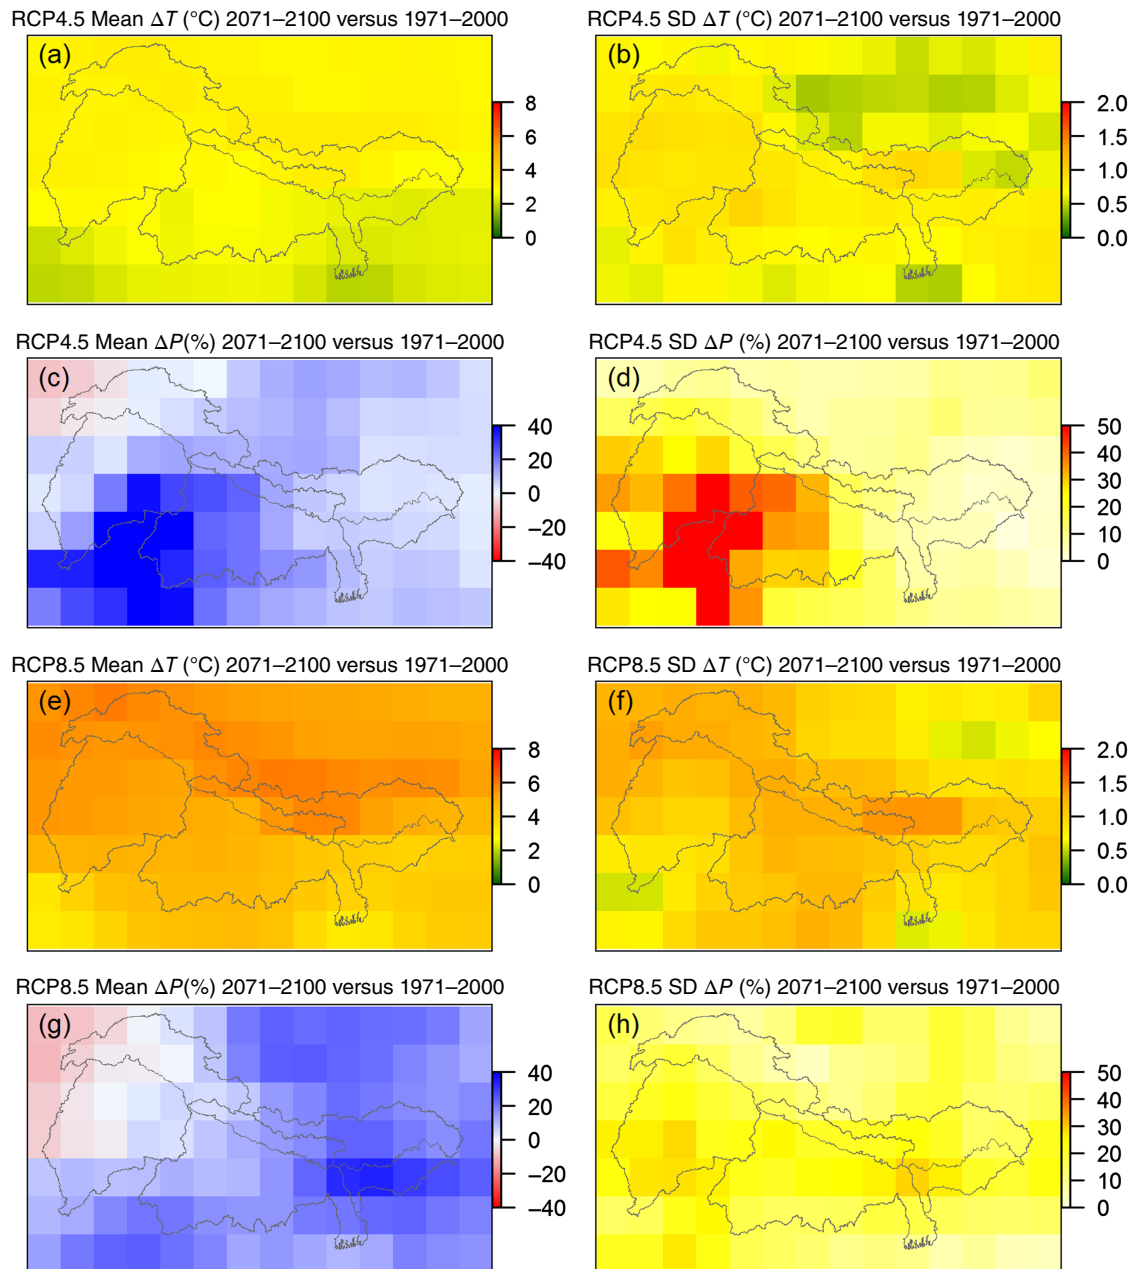 RCP4.5 Mean ΔT (°C) 2071–2100 versus 1971–2000
(a)
8
6
4
2
0
RCP4.5 SD ΔT (°C) 2071–2100 versus 1971–2000
(b)
2.0
1.5
1.0
0.5
0.0
RCP4.5 Mean ΔP(%) 2071–2100 versus 1971–2000
(c)
40
20
0
−20
−40
RCP4.5 SD ΔP (%) 2071–2100 versus 1971–2000
(d)
50
40
30
20
10
0
RCP8.5 Mean ΔT (°C) 2071–2100 versus 1971–2000
(e)
8
6
4
2
0
RCP8.5 SD ΔT (°C) 2071–2100 versus 1971–2000
(f)
2.0
1.5
1.0
0.5
0.0
RCP8.5 Mean ΔP(%) 2071–2100 versus 1971–2000
(g)
40
20
0
−20
−40
RCP8.5 SD ΔP (%) 2071–2100 versus 1971–2000
(h)
50
40
30
20
10
0